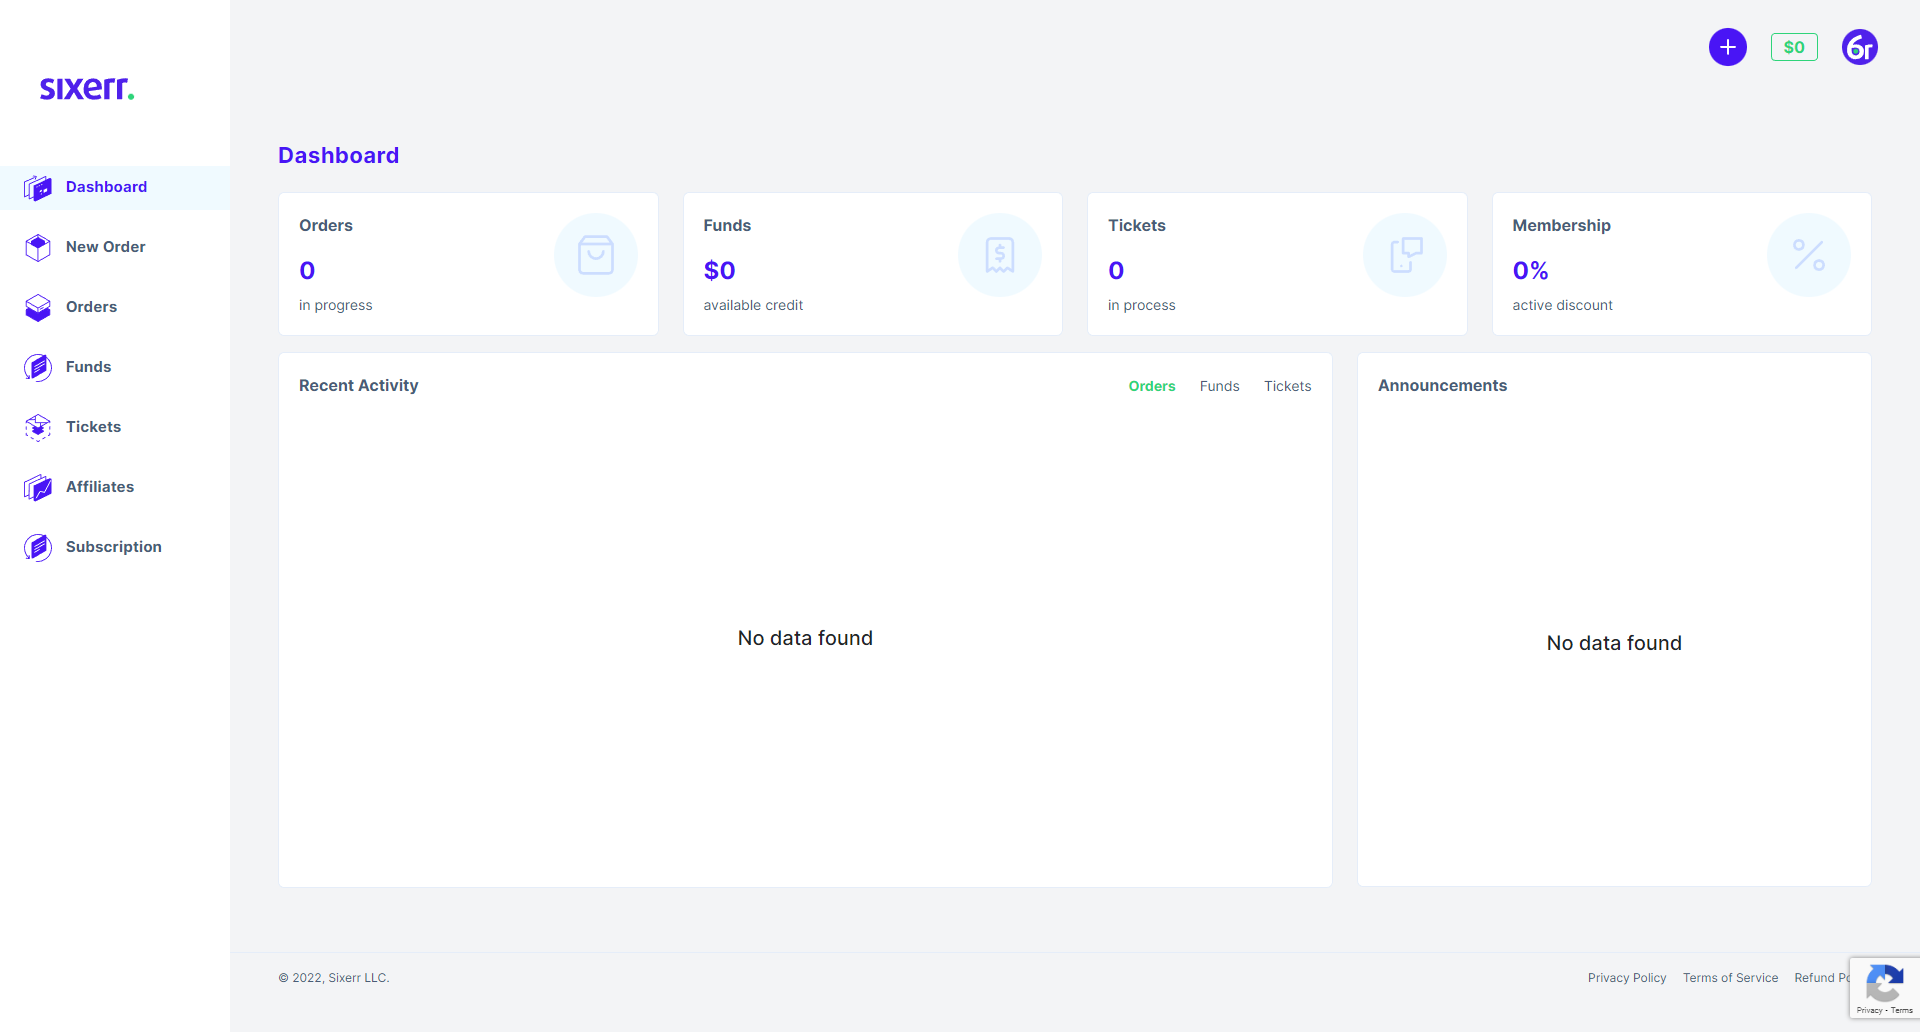 sixerr.
$0
6r
Dashboard
New Order
Orders
Funds
Tickets
Affiliates
Subscription
Dashboard
Orders
0
in progress
Funds
$0
available credit
Tickets
0
in process
Membership
0%
active discount
Recent Activity
Orders Funds Tickets
No data found
Announcements
No data found
© 2022, Sixerr LLC.
Privacy Policy Terms of Service Refund Po
Privacy - Terms